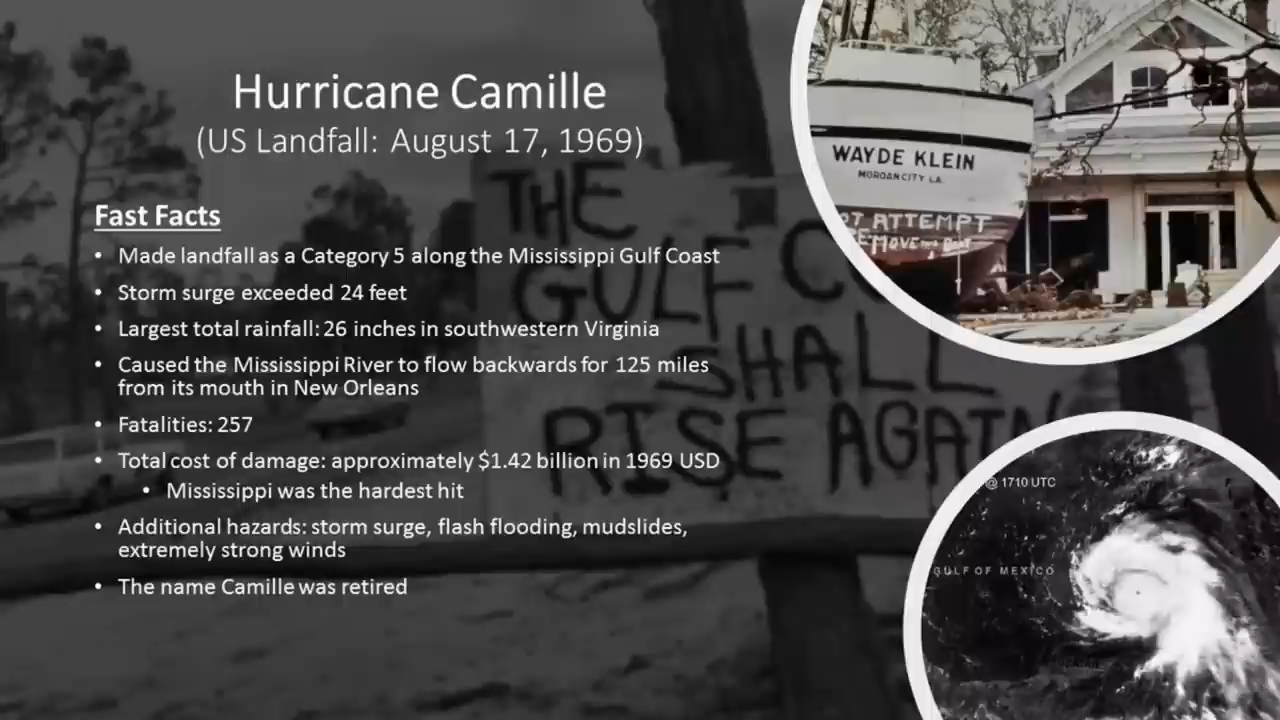 Hurricane Camille
(US Landfall: August 17, 1969)
Fast Facts
• Made landfall as a Category 5 along the Mississippi Gulf Coast
• Storm surge exceeded 24 feet
• Largest total rainfall: 26 inches in southwestern Virginia
• Caused the Mississippi River to flow backwards for 125 miles
from its mouth in New Orleans
• Fatalities: 257
• Total cost of damage: approximately $1.42 billion in 1969 USD
• Mississippi was the hardest hit
• Additional hazards: storm surge, flash flooding, mudslides,
extremely strong winds
• The name Camille was retired
THE
GULF
SHALL
RISE AGAIN
WAYDE KLEIN
MORGAN CITY LA.
ATTEMPT
@ 1710 UTC
GULF OF MEXICO